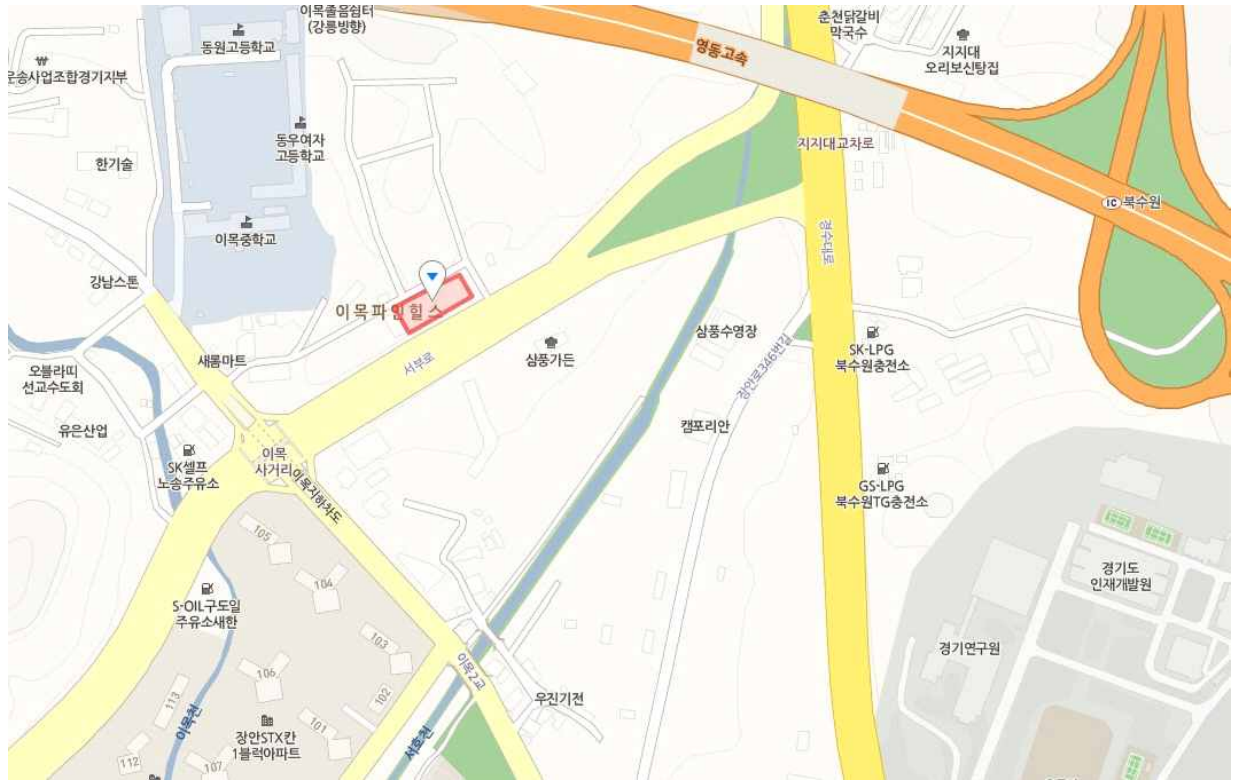 이목졸음쉼터
(강릉방향)
동원고등학교
운송사업조합경기지부
동우여자
고등학교
한기술
이목중학교
강남스톤
이목파인힐스
춘천닭갈비
막국수
지지대
오리보신탕집
영동고속
지지대교차로
IC 북수원
경수대로
새롬마트
오블라띠
선교수도회
유은산업
서부로
삼풍가든
삼풍수영장
장안로346번길
SK-LPG
북수원충전소
캠포리안
SK셀프
노송주유소
이목
사거리
이목지하차도
GS-LPG
북수원TG충전소
S-OIL구도일
주유소새한
105
104
103
106
102
101
113
112
107
이목천
장안STX칸
1블럭아파트
서호천
이목2교
우진기전
경기도
인재개발원
경기연구원